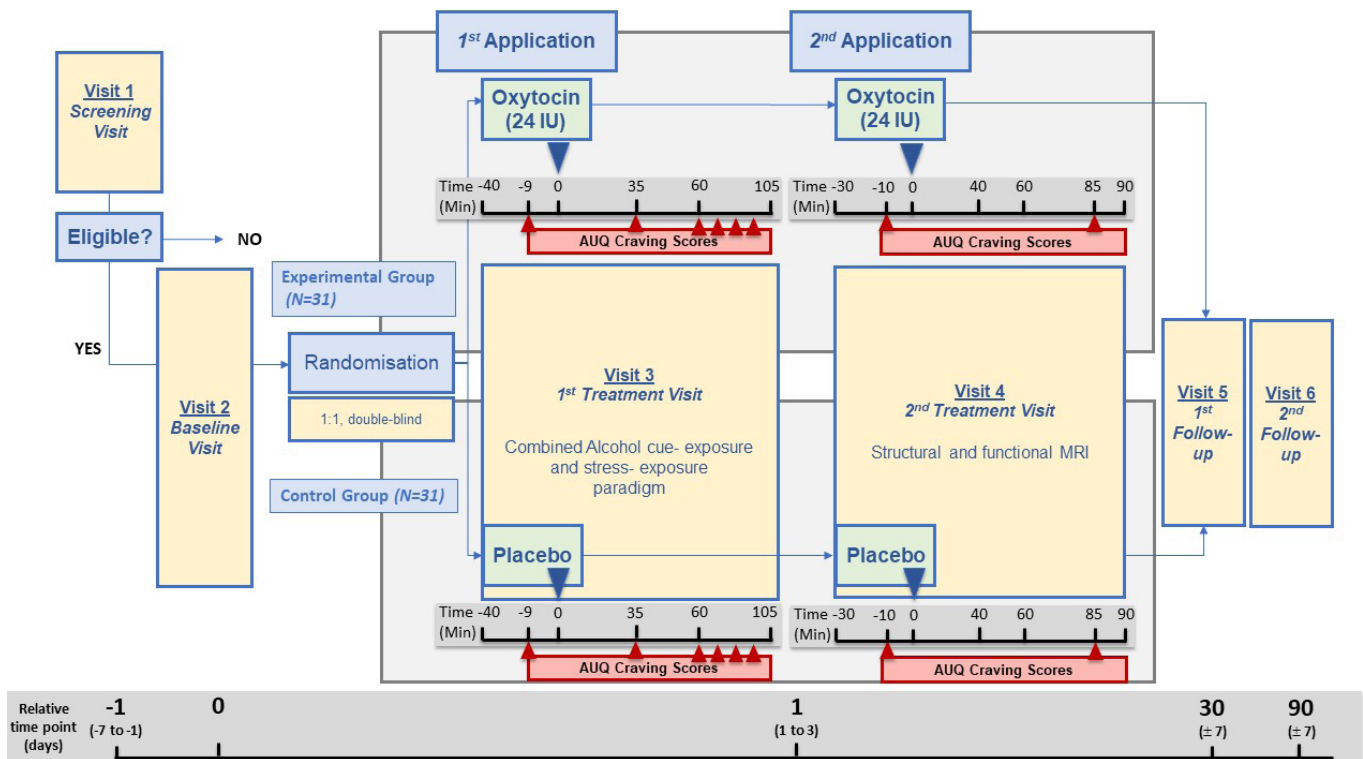 1st Application
2nd Application
Visit 1
Screening
Visit
Oxytocin
(24 IU)
Oxytocin
(24 IU)
Time -40 -9 0 35 60 105
(Min)
AUQ Craving Scores
Time -30 -10 0 40 60 85 90
(Min)
AUQ Craving Scores
Eligible?
NO
YES
Visit 2
Baseline
Visit
Experimental Group
(N=31)
Randomisation
1:1, double-blind
Control Group (N=31)
Visit 3
1st Treatment Visit
Combined Alcohol cue- exposure
and stress- exposure
paradigm
Visit 4
2nd Treatment Visit
Structural and functional MRI
Visit 5
1st
Follow-
up
Visit 6
2nd
Follow-
up
Placebo
Placebo
Time -40 -9 0 35 60 105
(Min)
AUQ Craving Scores
Time -30 -10 0 40 60 85 90
(Min)
AUQ Craving Scores
Relative
time point
(days)
-1
(-7 to -1)
0
1
(1 to 3)
30
(± 7)
90
(± 7)